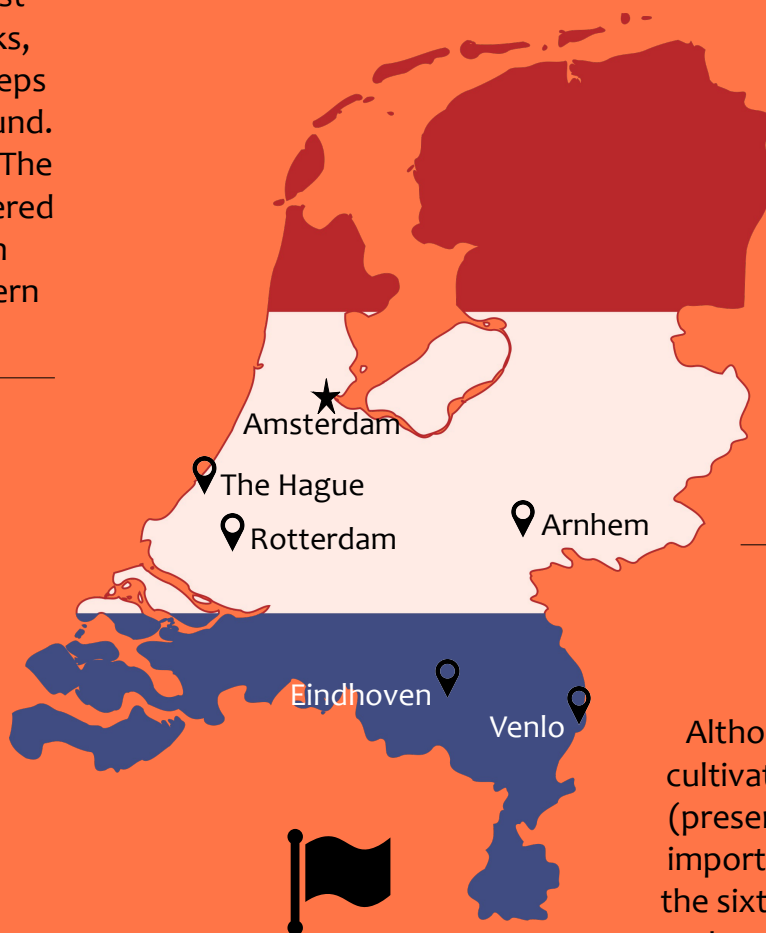 ks,
eps
und.
The
ered
n
ern
Amsterdam
The Hague
Rotterdam
Arnhem
Eindhoven
Venlo
Altho
cultivat
(preser
import
the sixt